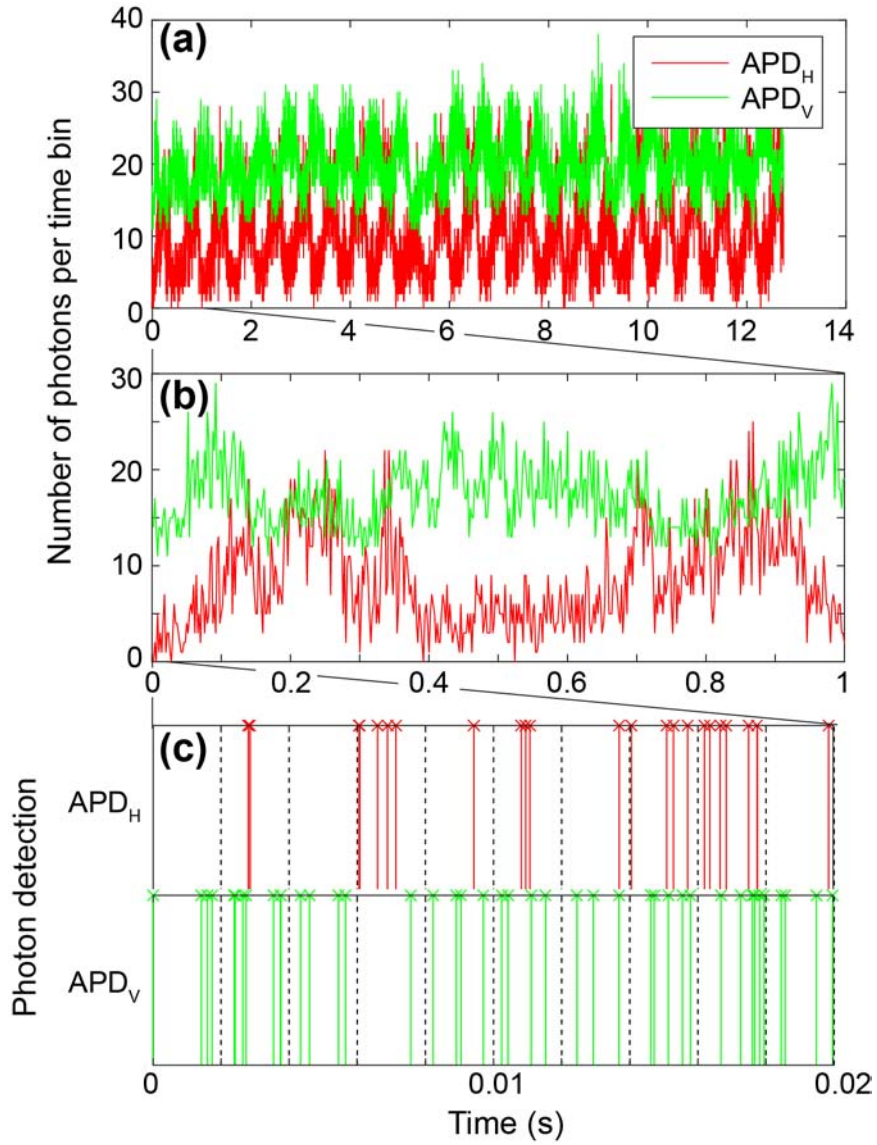 (a)
APD_H
APD_V
40
30
20
10
0
0 2 4 6 8 10 12 14
Number of photons per time bin
(b)
30
20
10
0
0 0.2 0.4 0.6 0.8 1
(c)
APD_H
APD_V
Photon detection
0 0.01 0.02
Time (s)